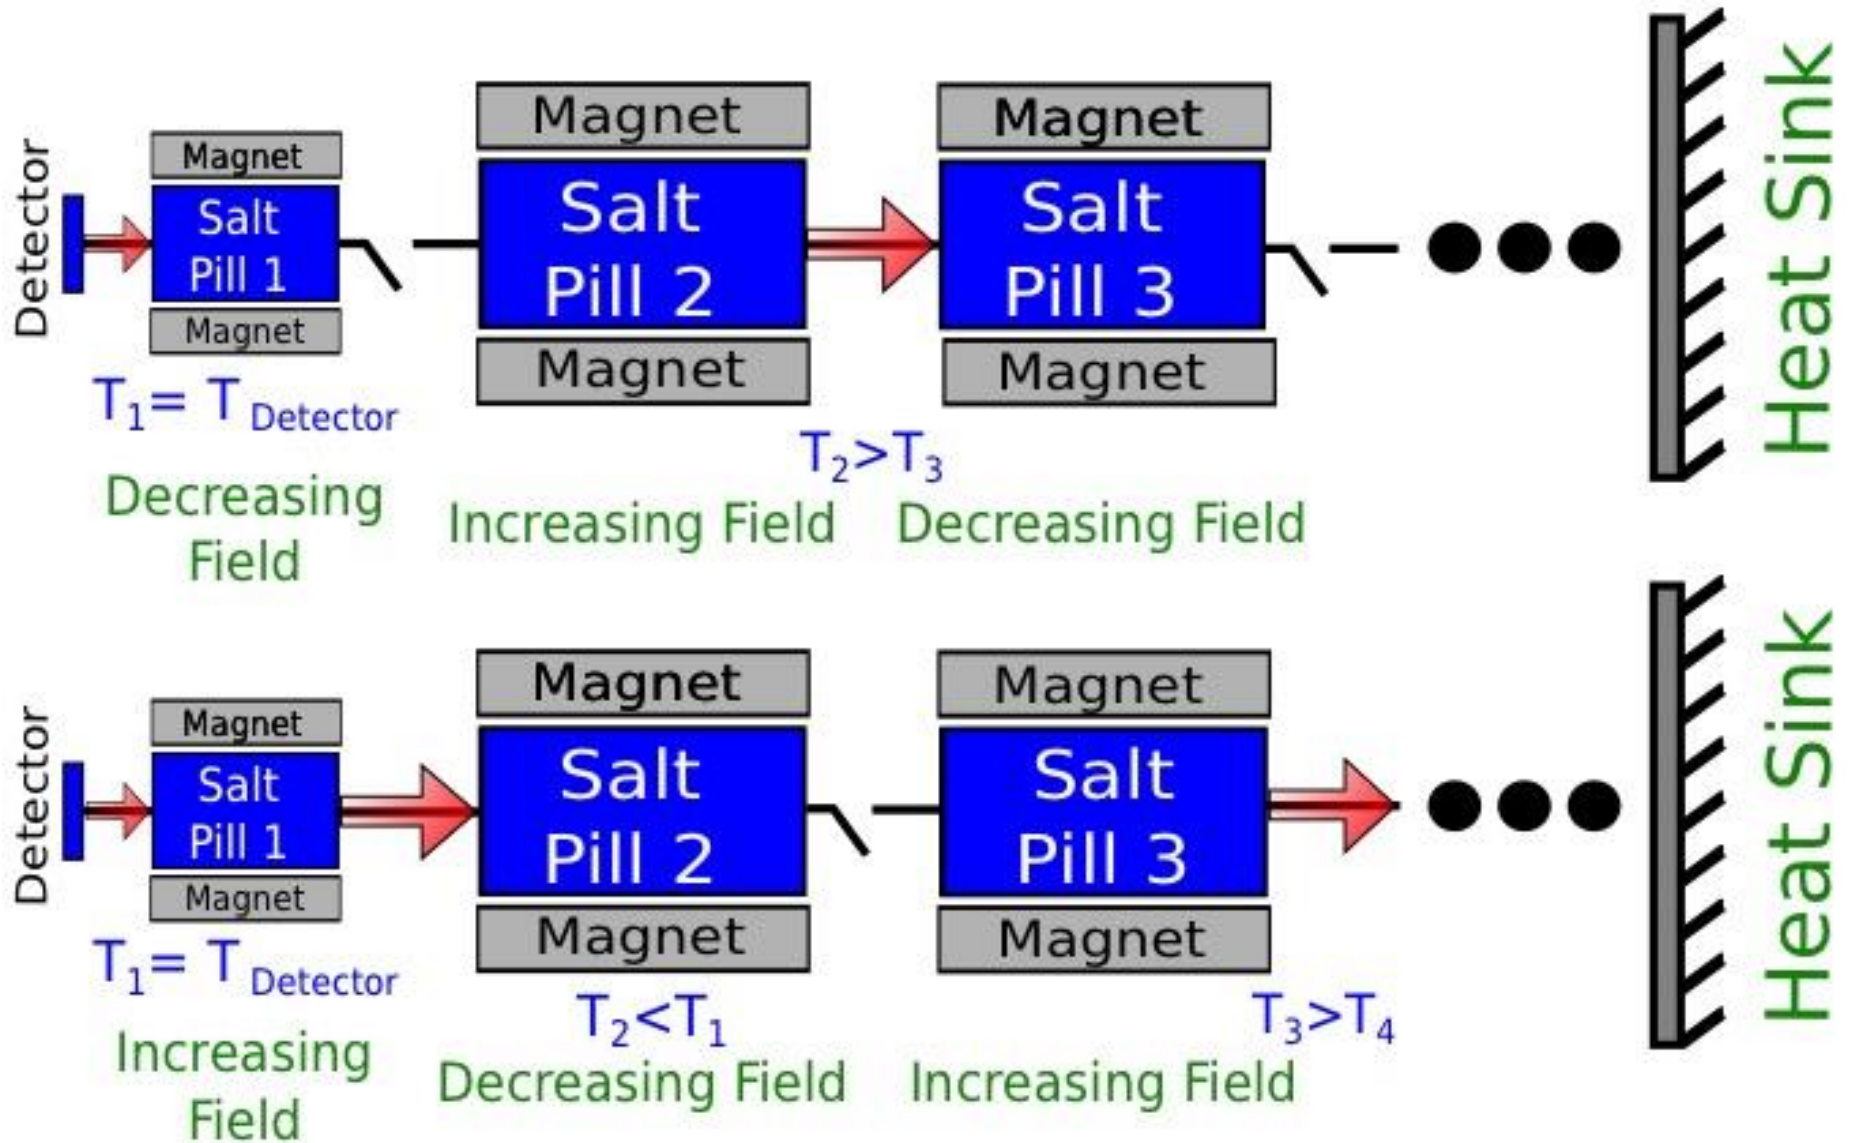 Detector
Magnet
Salt
Pill 1
Magnet
T1= T Detector
Decreasing
Field
Magnet
Salt
Pill 2
Magnet
T2>T3
Increasing Field
Magnet
Salt
Pill 3
Magnet
Decreasing Field
Heat Sink
Detector
Magnet
Salt
Pill 1
Magnet
T1= T Detector
Increasing
Field
Magnet
Salt
Pill 2
Magnet
T2<T1
Decreasing Field
Magnet
Salt
Pill 3
Magnet
T3>T4
Increasing Field
Heat Sink